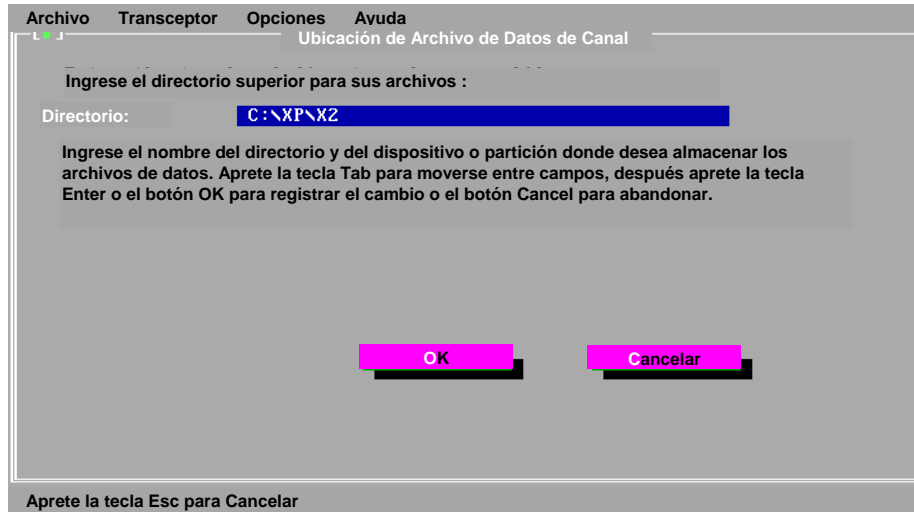 Archivo Transceptor Opciones Ayuda
Ubicación de Archivo de Datos de Canal
Ingrese el directorio superior para sus archivos :
Directorio: C:\XP\X2
Ingrese el nombre del directorio y del dispositivo o partición donde desea almacenar los
archivos de datos. Aprete la tecla Tab para moverse entre campos, después aprete la tecla
Enter o el botón OK para registrar el cambio o el botón Cancel para abandonar.
OK Cancelar
Aprete la tecla Esc para Cancelar